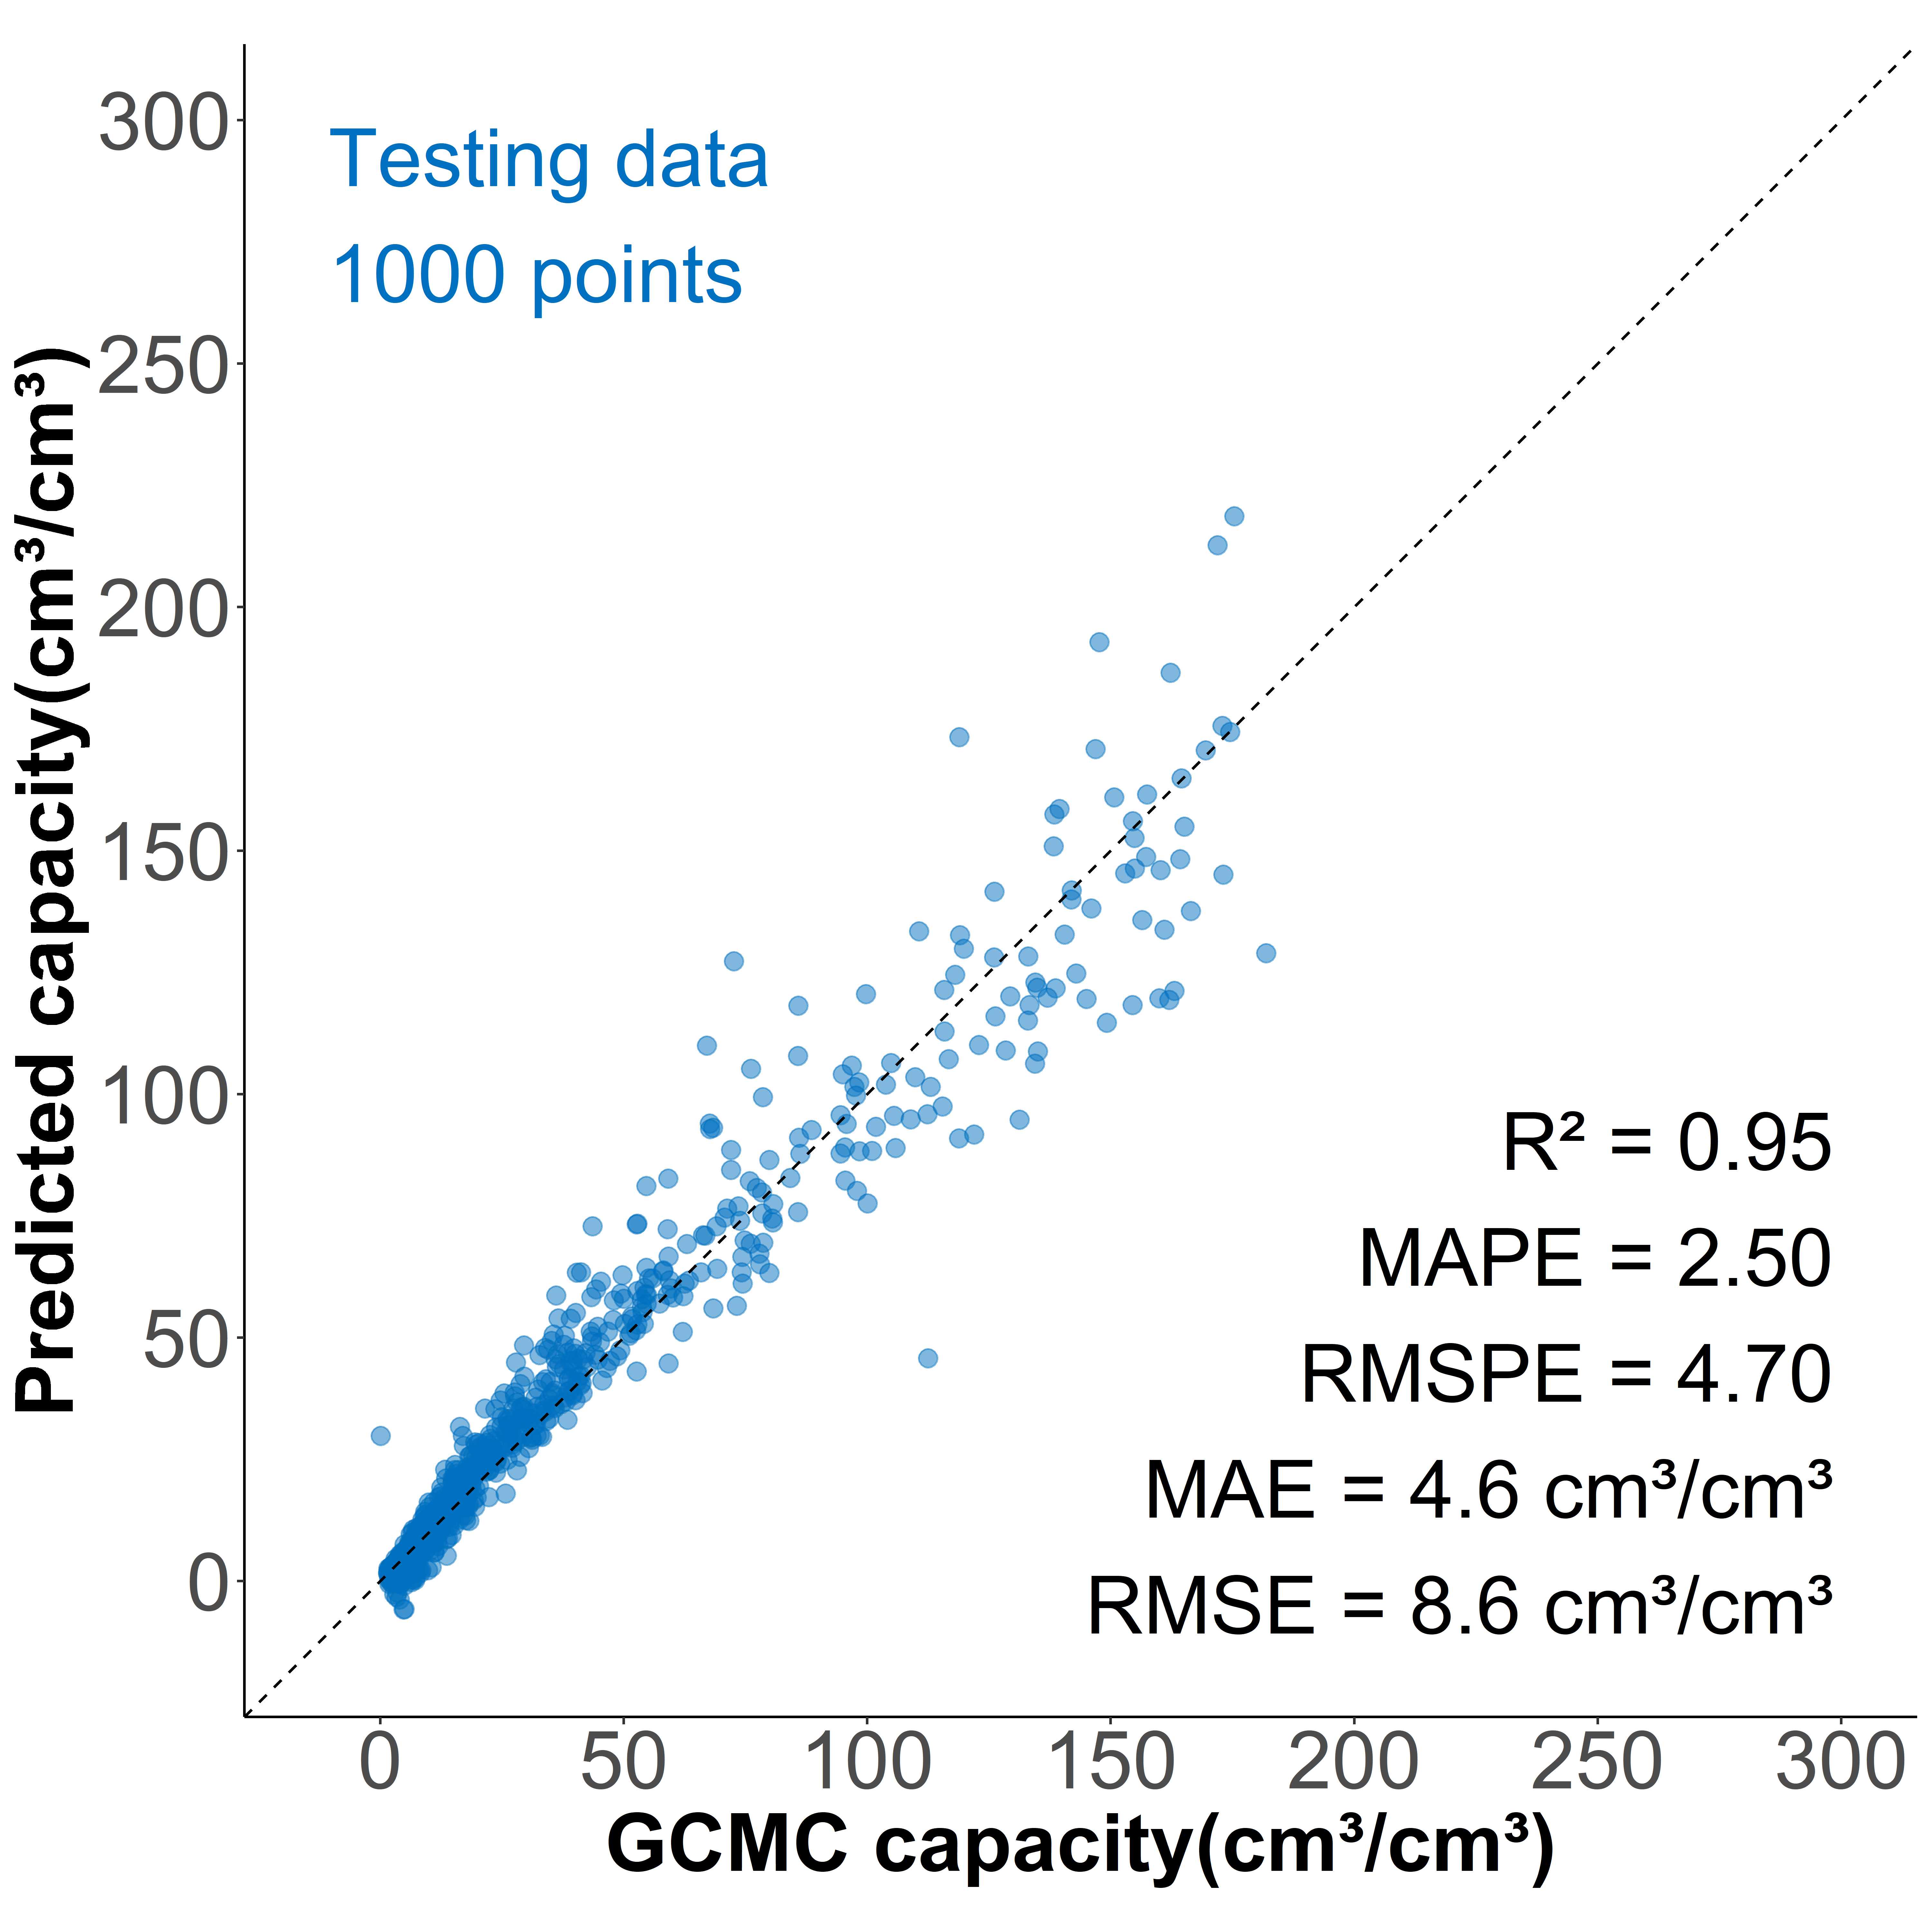 Testing data
1000 points
Predicted capacity(cm³/cm³)
300
250
200
150
100
50
0
R² = 0.95
MAPE = 2.50
RMSPE = 4.70
MAE = 4.6 cm³/cm³
RMSE = 8.6 cm³/cm³
0 50 100 150 200 250 300
GCMC capacity(cm³/cm³)